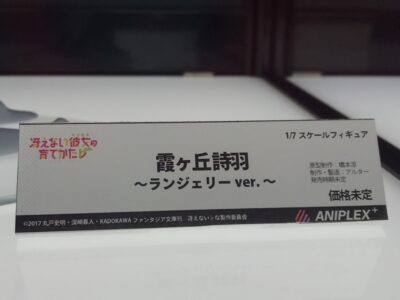 冴えない彼女の
育てかた♭
1/7 スケールフィギュア
霞ヶ丘詩羽
～ランジェリー ver.～
原型制作：橋本涼
制作・製造：アルター
発売時期未定
価格未定
©2017 丸戸史明・深崎暮人・KADOKAWA ファンタジア文庫刊/冴えない♭な製作委員会
ANIPLEX+